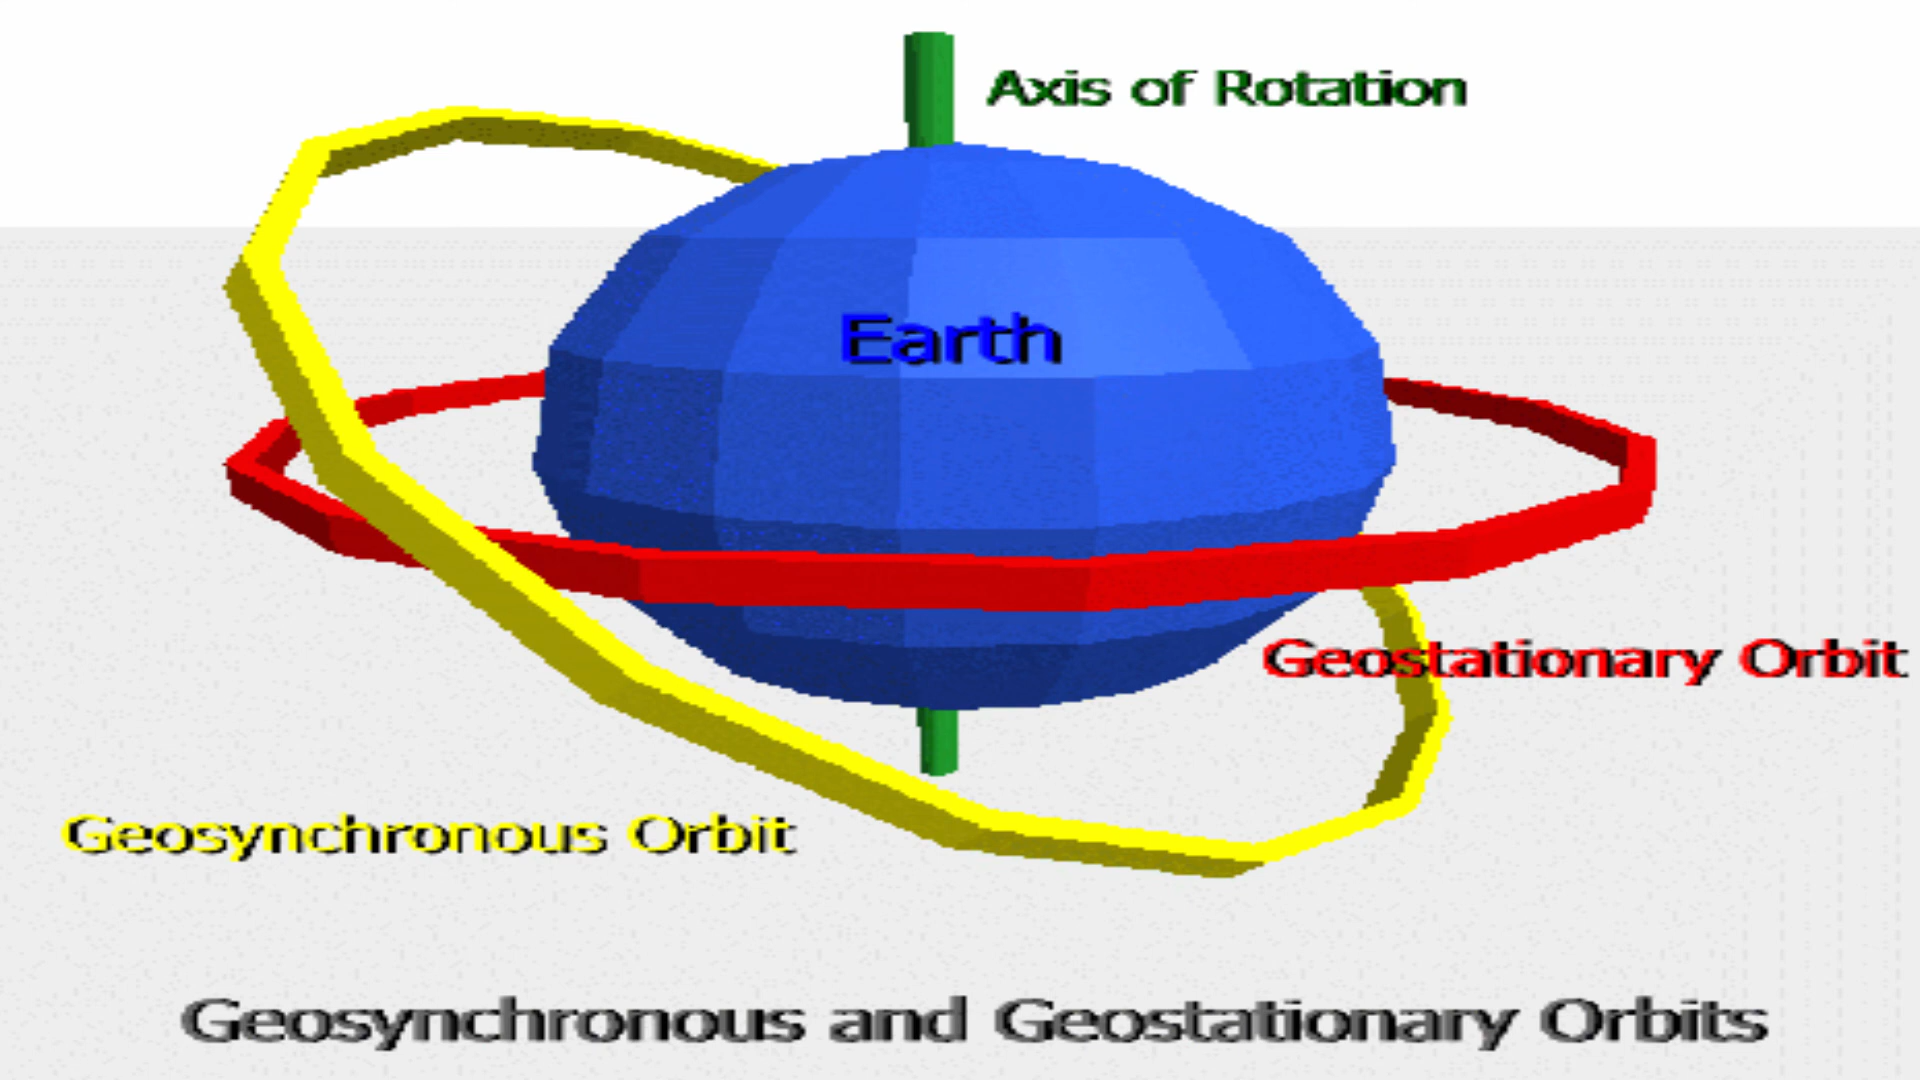 Axis of Rotation
Earth
Geostationary Orbit
Geosynchronous Orbit
Geosynchronous and Geostationary Orbits